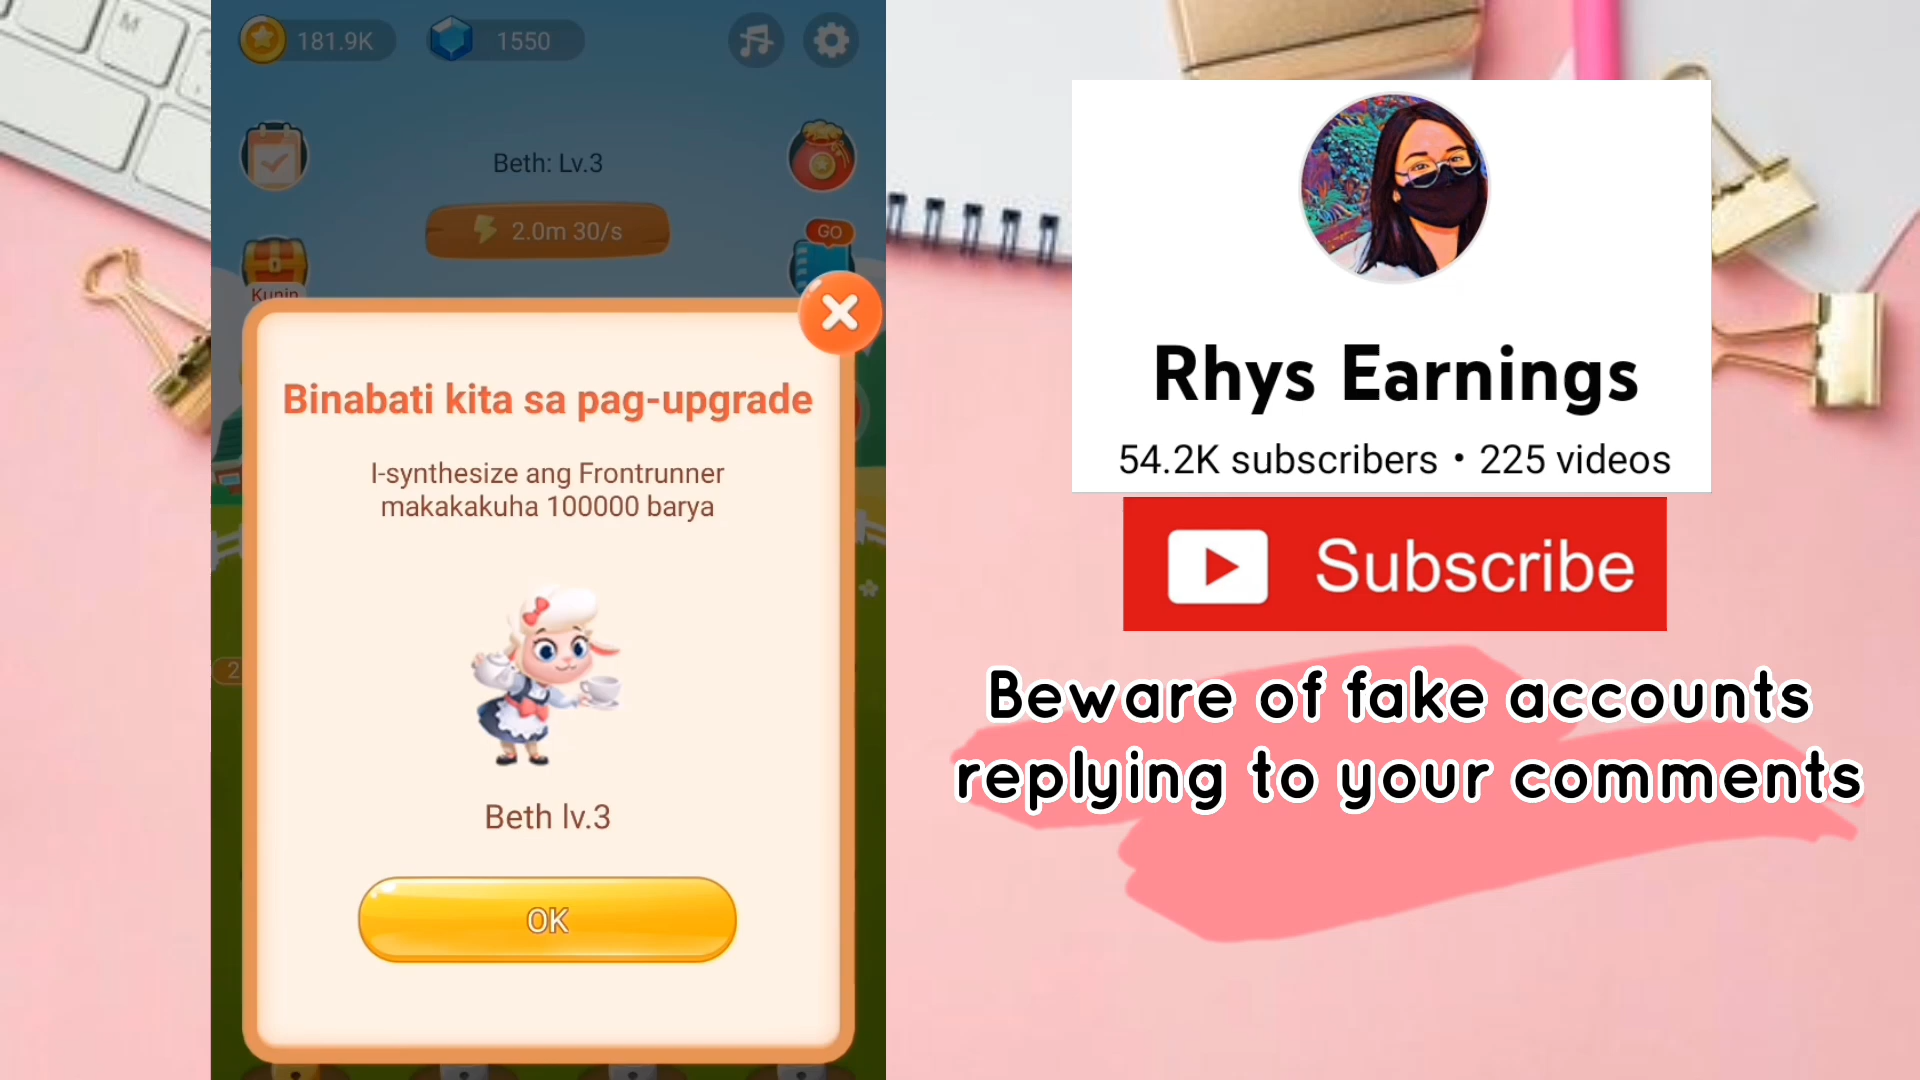 181.9K
1550
Beth: Lv.3
2.0m 30/s
GO
Kunin
Binabati kita sa pag-upgrade
I-synthesize ang Frontrunner
makakakuha 100000 barya
Beth lv.3
OK
2
M
Rhys Earnings
54.2K subscribers • 225 videos
Subscribe
Beware of fake accounts
replying to your comments